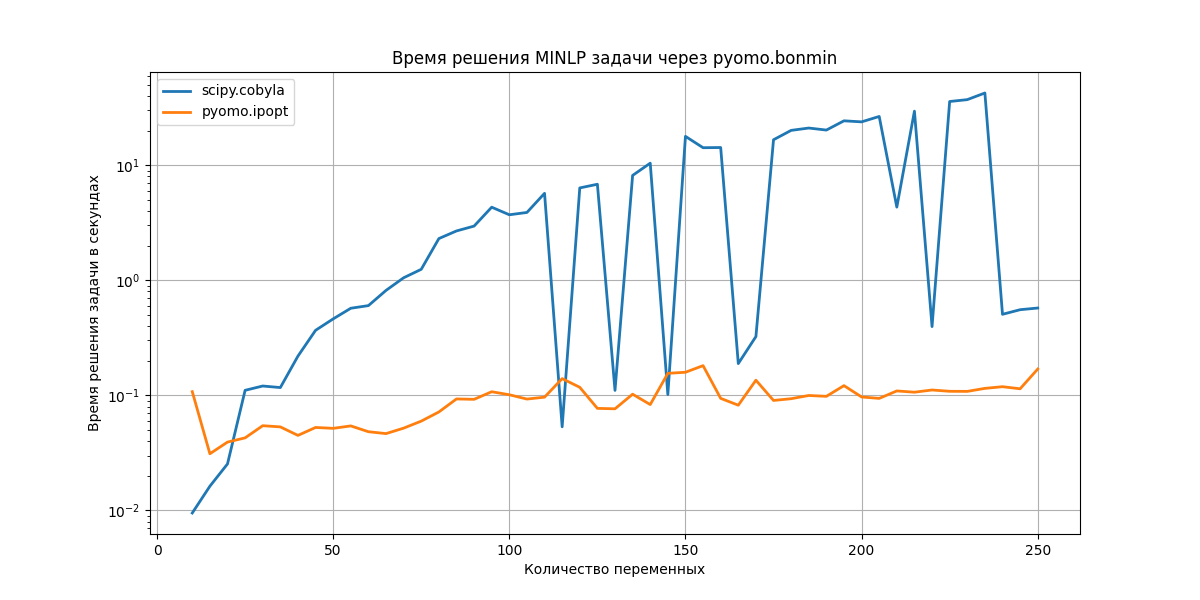 Время решения MINLP задачи через pyomo.bonmin
scipy.cobyla
pyomo.ipopt
Время решения задачи в секундах
10¹
10⁰
10⁻¹
10⁻²
0 50 100 150 200 250
Количество переменных